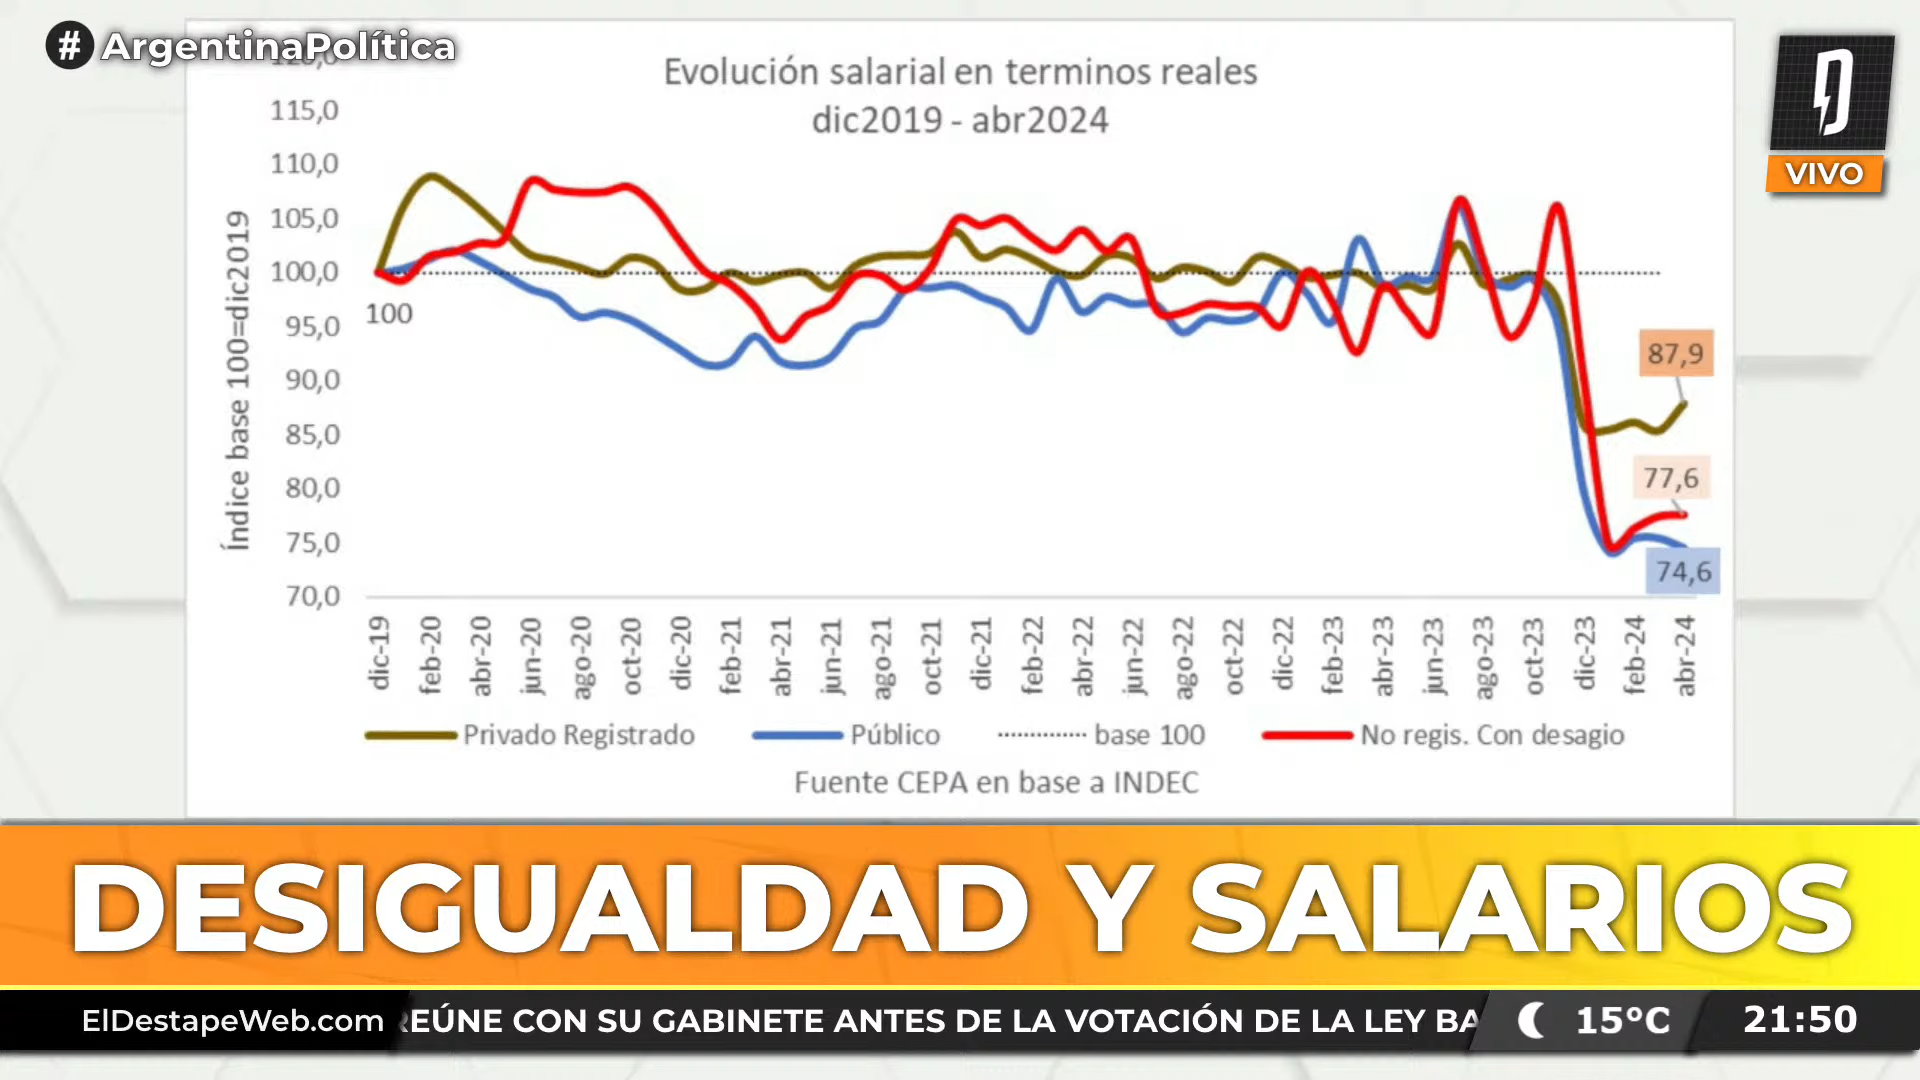 # ArgentinaPolítica
Evolución salarial en terminos reales
dic2019 - abr2024
VIVO
Índice base 100=dic2019
115,0
110,0
105,0
100,0
95,0
90,0
85,0
80,0
75,0
70,0
100
87,9
77,6
74,6
dic-19
feb-20
abr-20
jun-20
ago-20
oct-20
dic-20
feb-21
abr-21
jun-21
ago-21
oct-21
dic-21
feb-22
abr-22
jun-22
ago-22
oct-22
dic-22
feb-23
abr-23
jun-23
ago-23
oct-23
dic-23
feb-24
abr-24
Privado Registrado Público base 100 No regis. Con desagio
Fuente CEPA en base a INDEC
DESIGUALDAD Y SALARIOS
ElDestapeWeb.com EÚNE CON SU GABINETE ANTES DE LA VOTACIÓN DE LA LEY BA 15°C 21:50